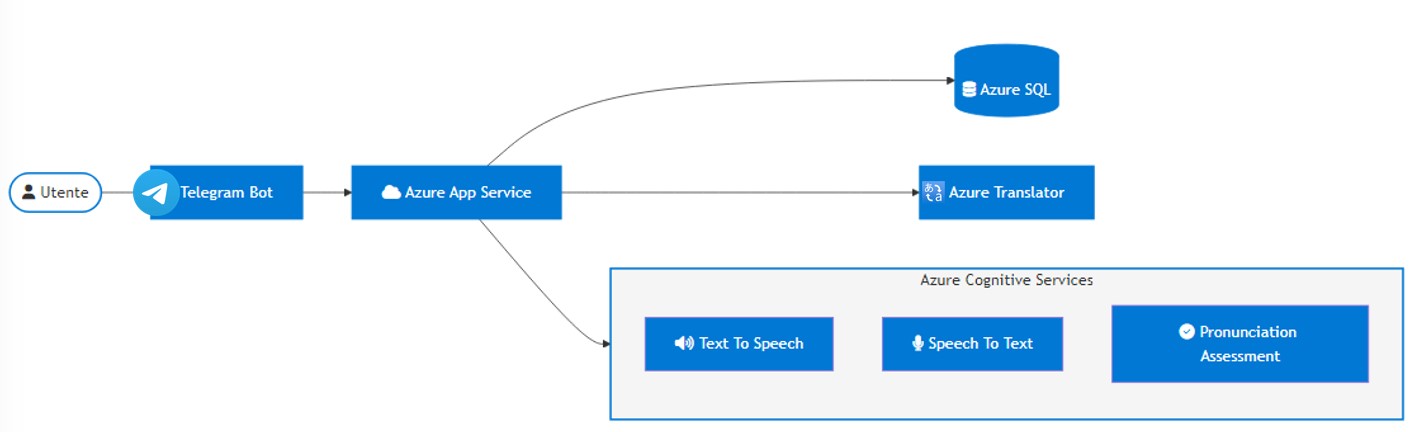 Azure SQL
Utente
Telegram Bot
Azure App Service
Azure Translator
Azure Cognitive Services
Text To Speech
Speech To Text
Pronunciation
Assessment